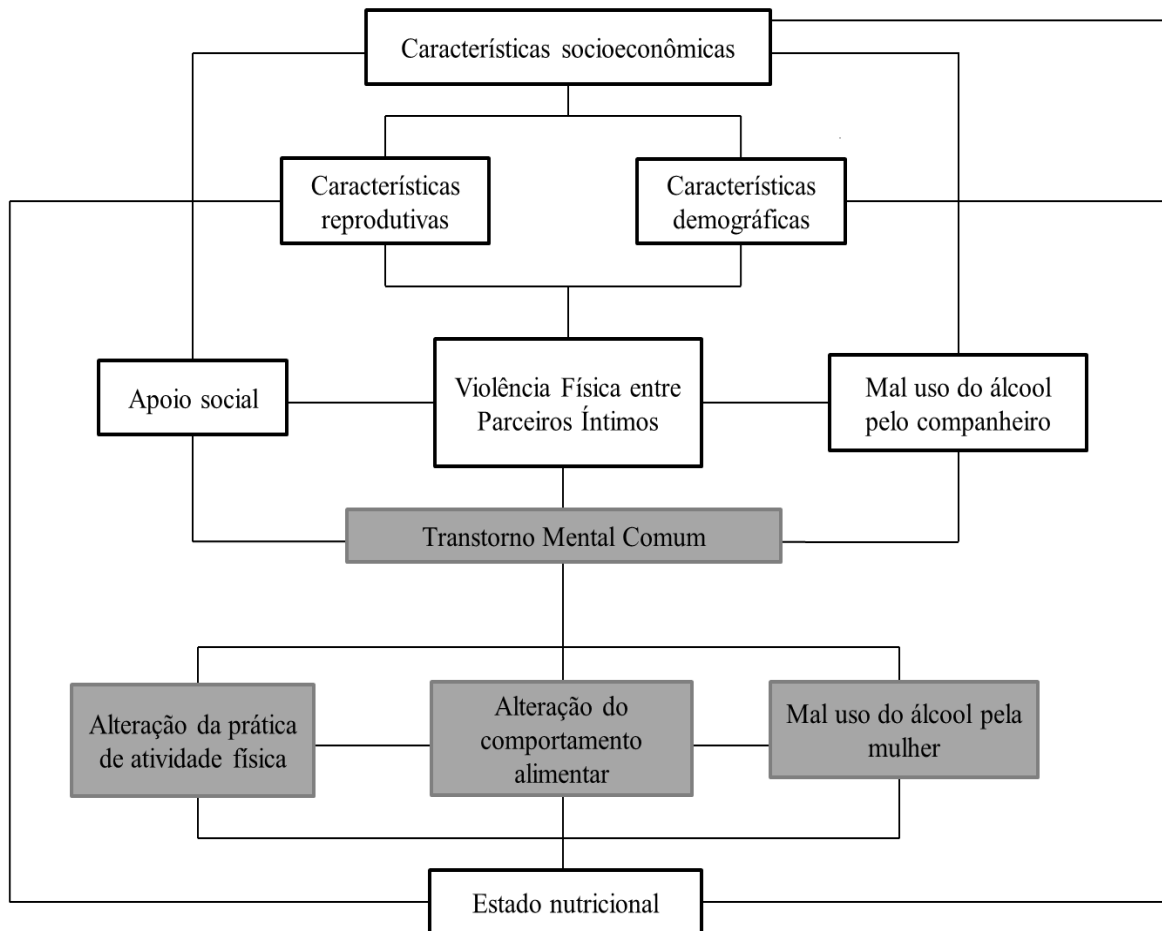 Características socioeconômicas
Características
reprodutivas
Características
demográficas
Apoio social
Violência Física entre
Parceiros Íntimos
Mal uso do álcool
pelo companheiro
Transtorno Mental Comum
Alteração da prática
de atividade física
Alteração do
comportamento
alimentar
Mal uso do álcool pela
mulher
Estado nutricional